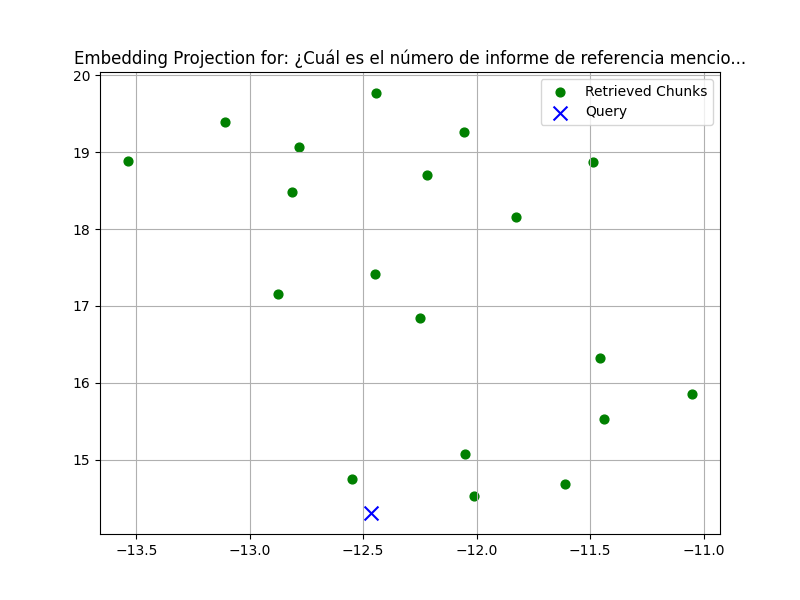 Embedding Projection for: ¿Cuál es el número de informe de referencia mencio...
Retrieved Chunks
Query
20
19
18
17
16
15
−13.5 −13.0 −12.5 −12.0 −11.5 −11.0